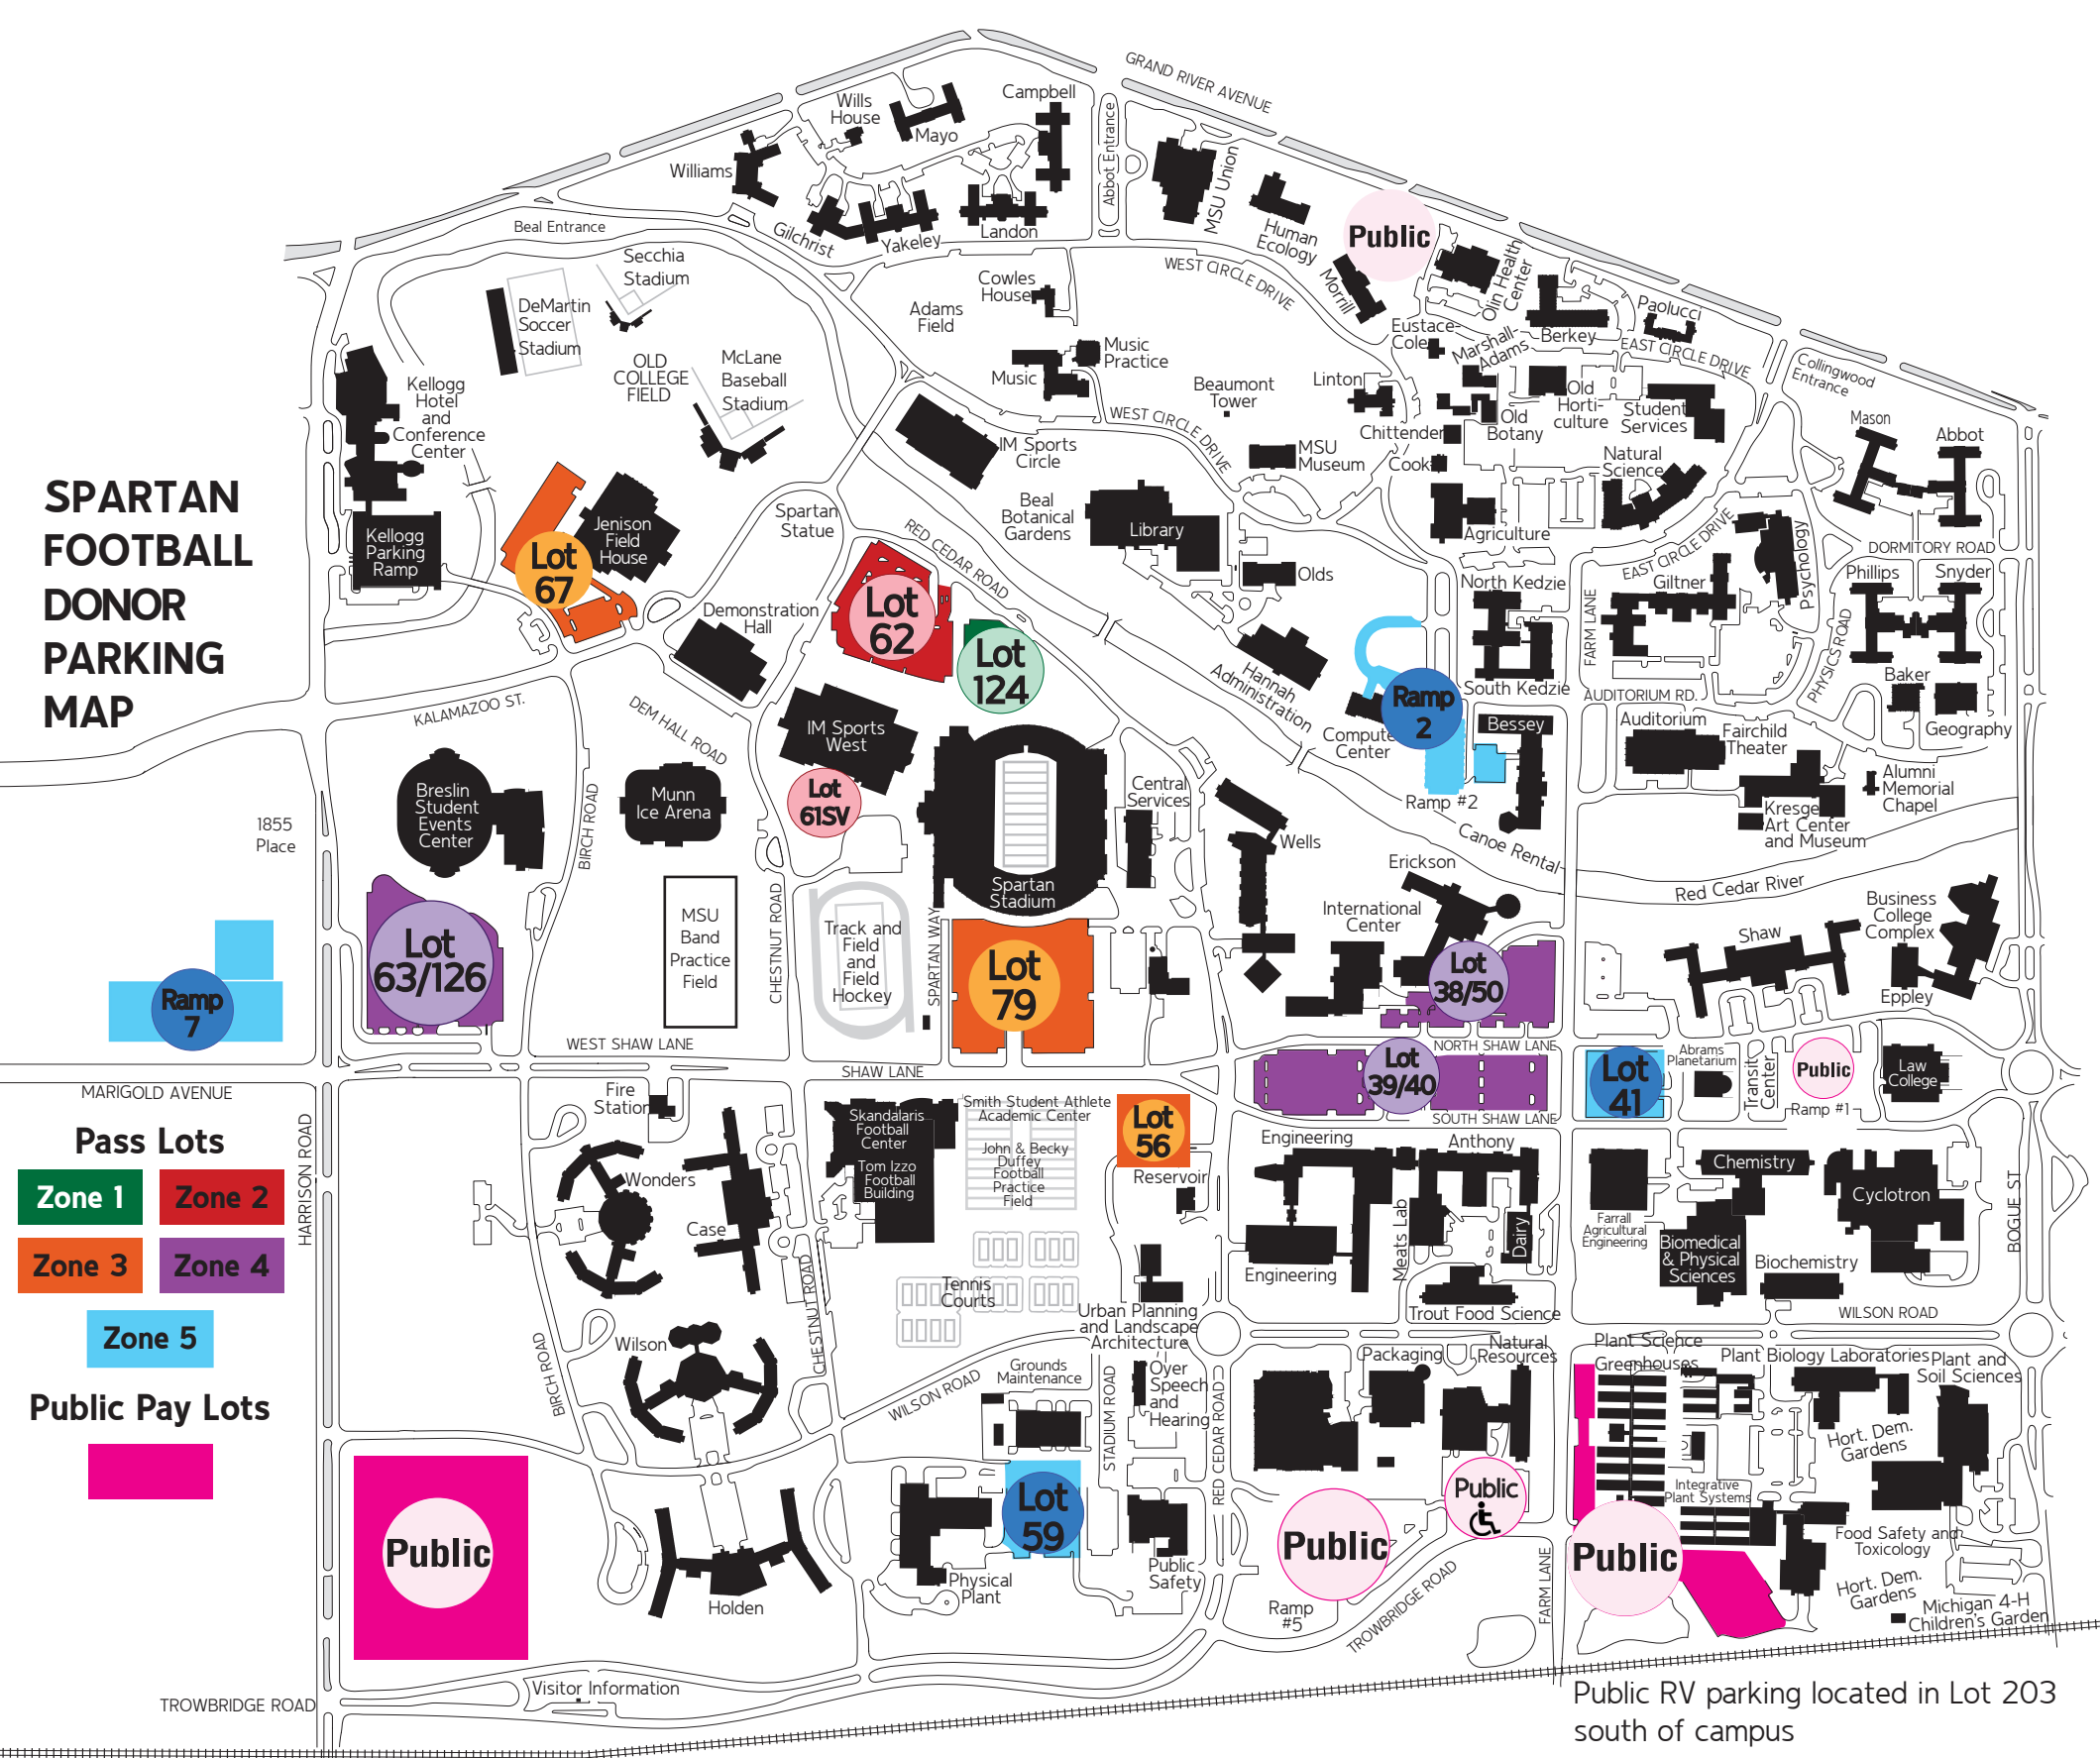 SPARTAN
FOOTBALL
DONOR
PARKING
MAP
GRAND RIVER AVENUE
Wills
House
Mayo
Campbell
Abbot Entrance
Williams
MSU Union
Human
Ecology
Public
Morrill
Beal Entrance
Gilchrist
Yakeley
Landon
WEST CIRCLE DRIVE
Olin Health
Center
Paolucci
Berkey
EAST CIRCLE DRIVE
Collingwood
Entrance
Secchia
Stadium
DeMartin
Soccer
Stadium
Cowles
House
Adams
Field
Music
Practice
Music
Eustace-
Cole
Marshall-
Adams
OLD
COLLEGE
FIELD
McLane
Baseball
Stadium
Kellogg
Hotel
and
Conference
Center
Beaumont
Tower
Linton
Old
Horti-
culture
Student
Services
Old
Botany
Mason
Abbot
WEST CIRCLE DRIVE
IM Sports
Circle
MSU
Museum
Chittenden
Cook
Natural
Science
Beal
Botanical
Gardens
Library
Agriculture
Spartan
Statue
RED CEDAR ROAD
Kellogg
Parking
Ramp
Jenison
Field
House
Lot
67
Lot
62
Lot
124
Demonstration
Hall
Olds
EAST CIRCLE DRIVE
Psychology
DORMITORY ROAD
Phillips
Snyder
North Kedzie
FARM LANE
Giltner
PHYSICS ROAD
Baker
Geography
Hannah
Administration
Ramp
2
South Kedzie
AUDITORIUM RD.
Auditorium
Fairchild
Theater
Bessey
Computer
Center
Ramp #2
KALAMAZOO ST.
DEM HALL ROAD
IM Sports
West
Lot
61SV
Breslin
Student
Events
Center
Munn
Ice Arena
BIRCH ROAD
1855
Place
Central
Services
Wells
Spartan
Stadium
Canoe Rental
Kresge
Art Center
and Museum
Alumni
Memorial
Chapel
Red Cedar River
Erickson
International
Center
Business
College
Complex
Shaw
Eppley
Lot
63/126
MSU
Band
Practice
Field
CHESTNUT ROAD
Track and
Field
and
Field
Hockey
SPARTAN WAY
Lot
79
Lot
38/50
Ramp
7
WEST SHAW LANE
SHAW LANE
NORTH SHAW LANE
Lot
39/40
SOUTH SHAW LANE
Lot
41
Abrams
Planetarium
Transit
Center
Public
Ramp #1
Law
College
MARIGOLD AVENUE
HARRISON ROAD
Pass Lots
Zone 1
Zone 2
Zone 3
Zone 4
Zone 5
Public Pay Lots
Fire
Station
Wonders
Case
Skandalaris
Football
Center
Tom Izzo
Football
Building
Smith Student Athlete
Academic Center
John & Becky
Duffey
Football
Practice
Field
Lot
56
Reservoir
Engineering
Anthony
Engineering
Meats Lab
Dairy
Trout Food Science
Farrall
Agricultural
Engineering
Chemistry
Biomedical
& Physical
Sciences
Biochemistry
Cyclotron
BOGUE ST
WILSON ROAD
Tennis
Courts
CHESTNUT ROAD
Urban Planning
and Landscape
Architecture
Wilson
BIRCH ROAD
WILSON ROAD
Grounds
Maintenance
STADIUM ROAD
Oyer
Speech
and
Hearing
RED CEDAR ROAD
Packaging
Natural
Resources
Plant Science
Greenhouses
Plant Biology Laboratories
Plant and
Soil Sciences
Hort. Dem.
Gardens
Integrative
Plant Systems
Public
Holden
Lot
59
Physical
Plant
Public
Safety
Public
Ramp
#5
Public
TROWBRIDGE ROAD
FARM LANE
Public
Food Safety and
Toxicology
Hort. Dem.
Gardens
Michigan 4-H
Children's Garden
TROWBRIDGE ROAD
Visitor Information
Public RV parking located in Lot 203
south of campus